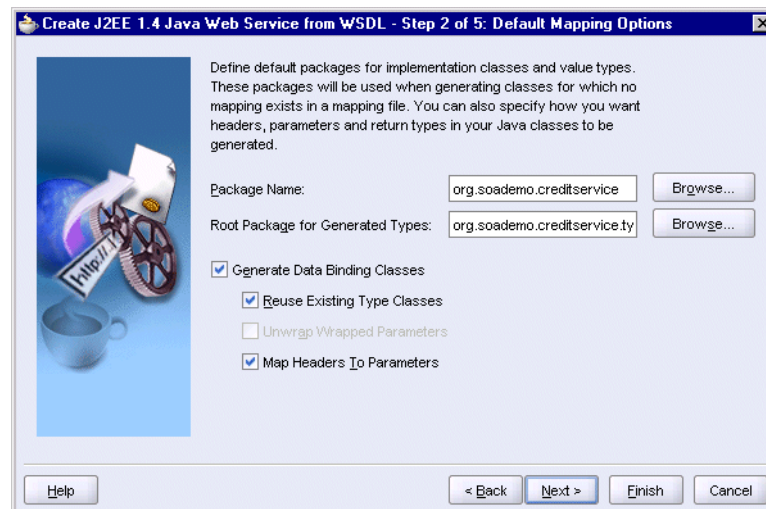 Create J2EE 1.4 Java Web Service from WSDL - Step 2 of 5: Default Mapping Options
Define default packages for implementation classes and value types.
These packages will be used when generating classes for which no
mapping exists in a mapping file. You can also specify how you want
headers, parameters and return types in your Java classes to be
generated.
Package Name: org.soademo.creditservice Browse...
Root Package for Generated Types: org.soademo.creditservice.ty Browse...
Generate Data Binding Classes
Reuse Existing Type Classes
Unwrap Wrapped Parameters
Map Headers To Parameters
http://.j
Help < Back Next > Finish Cancel